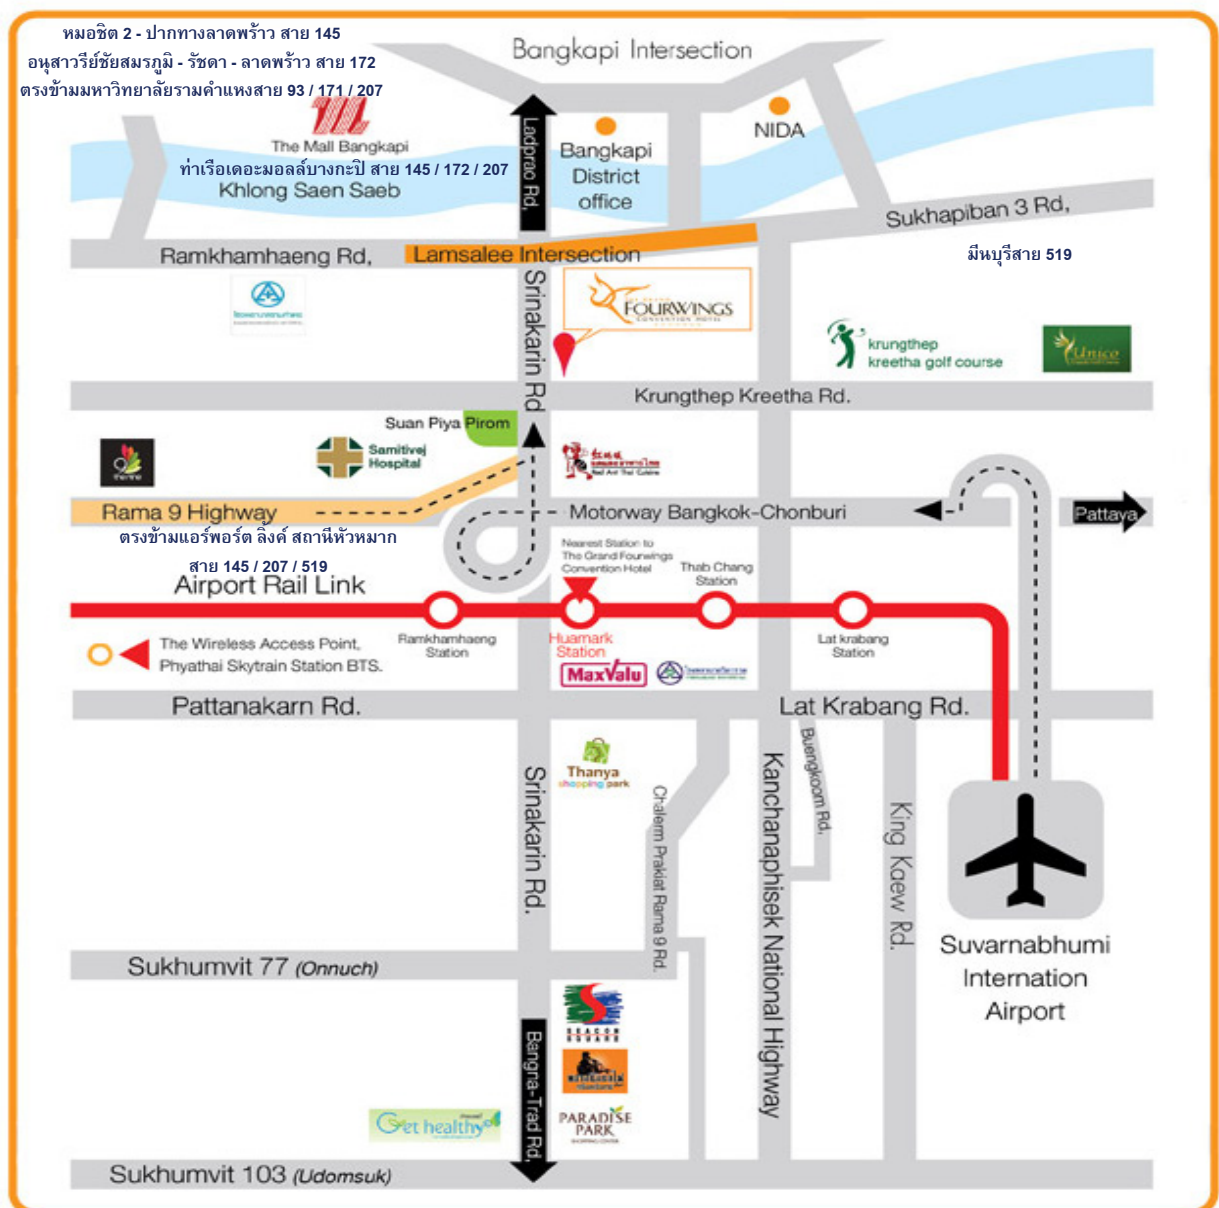 หมอชิต 2 - ปากทางลาดพร้าว สาย 145
อนุสาวรีย์ชัยสมรภูมิ - รัชดา - ลาดพร้าว สาย 172
ตรงข้ามมหาวิทยาลัยรามคำแหงสาย 93 / 171 / 207
Bangkapi Intersection
The Mall Bangkapi
ท่าเรือเดอะมอลล์บางกะปิ สาย 145 / 172 / 207
Khlong Saen Saeb
Ladprao Rd,
Bangkapi
District
office
NIDA
Sukhapiban 3 Rd,
Ramkhamhaeng Rd,
Lamsalee Intersection
มีนบุรีสาย 519
Srinakarin Rd
THE GRAND
FOURWINGS
CONVENTION HOTEL
krungthep
kreetha golf course
Unico
Krungthep Kreetha Rd.
Suan Piya Pirom
Samitivej
Hospital
Red Ant Thai Cuisine
Rama 9 Highway
Motorway Bangkok-Chonburi
Pattaya
ตรงข้ามแอร์พอร์ต ลิ้งค์ สถานีหัวหมาก
สาย 145 / 207 / 519
Airport Rail Link
Nearest Station to
The Grand Fourwings
Convention Hotel
Thab Chang
Station
Ramkhamhaeng
Station
Huamark
Station
Lat krabang
Station
The Wireless Access Point,
Phyathai Skytrain Station BTS.
MaxValu
Pattanakarn Rd.
Lat Krabang Rd.
Thanya
shopping park
Srinakarin Rd.
Chalerm Prakiat Rama 9 Rd.
Kanchanaphisek National Highway
Buengkoom Rd.
King Kaew Rd.
Suvarnabhumi
Internation
Airport
Sukhumvit 77 (Onnuch)
SEACON
SQUARE
Bangna-Trad Rd,
Get healthy
PARADISE
PARK
SHOPPING CENTER
Sukhumvit 103 (Udomsuk)